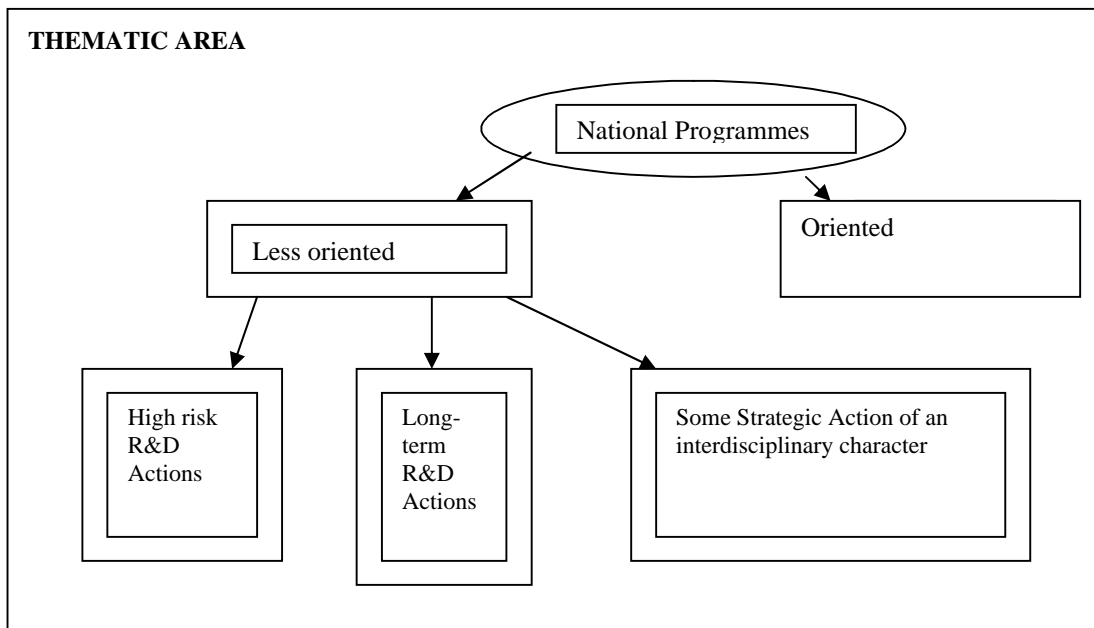 THEMATIC AREA
National Programmes
Less oriented
Oriented
High risk
R&D
Actions
Long-
term
R&D
Actions
Some Strategic Action of an
interdisciplinary character